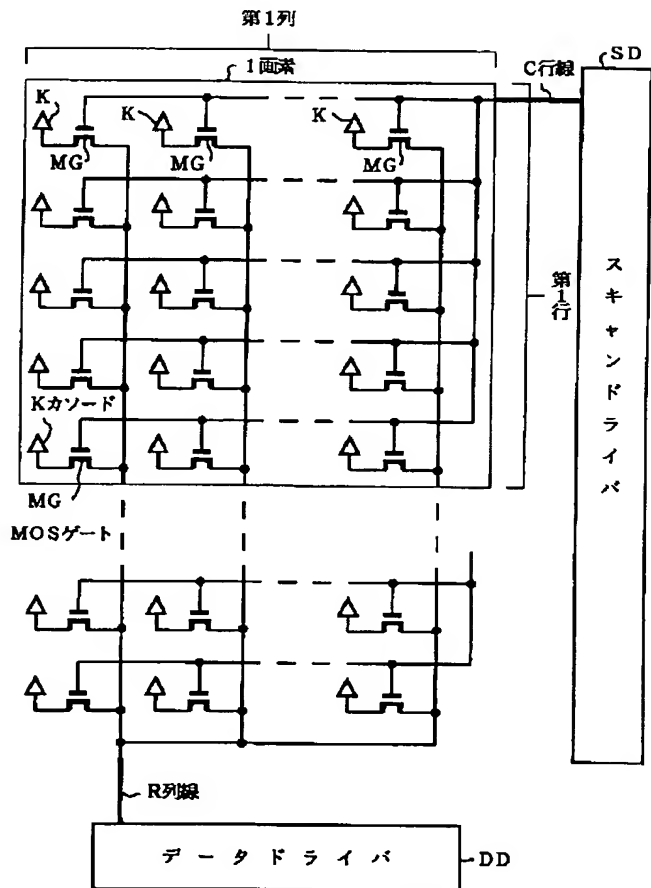 第1列
SD
1画素
C行線
K
K
K
MG
MG
MG
第1行
スキャンドライバ
Kカソード
MG
MOSゲート
R列線
データドライバ
DD